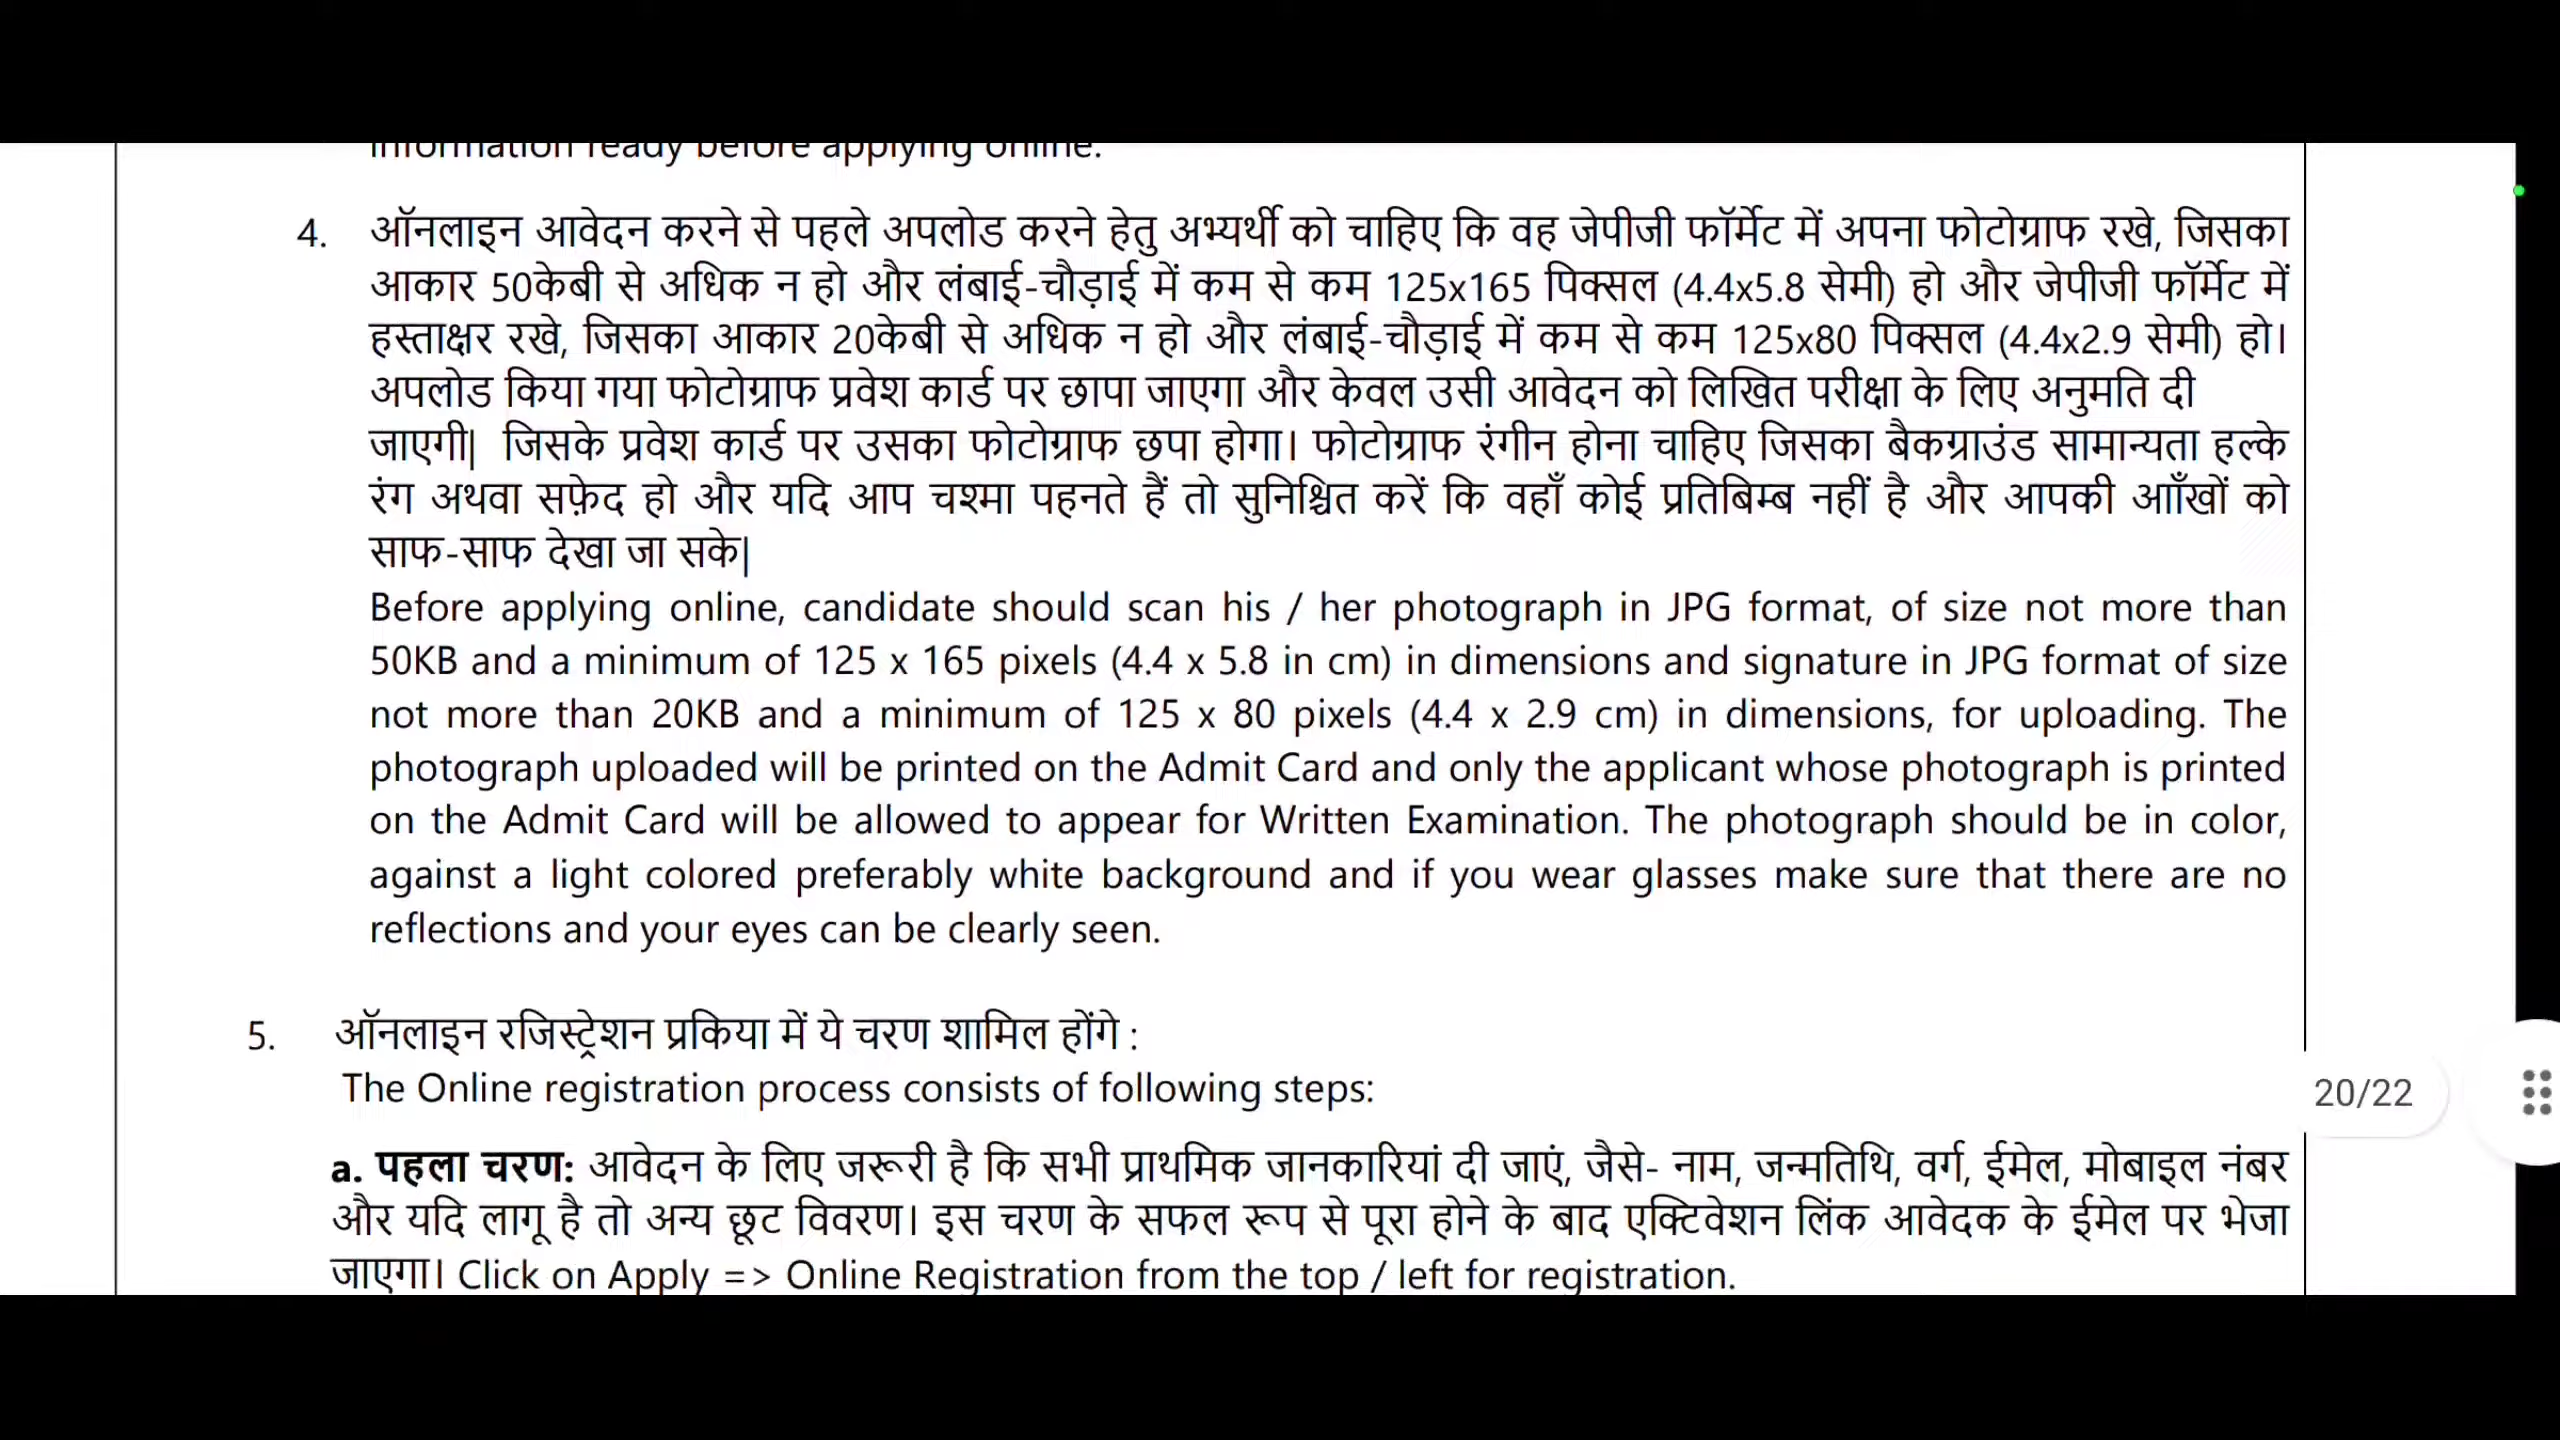 information ready before applying online.
4. ऑनलाइन आवेदन करने से पहले अपलोड करने हेतु अभ्यर्थी को चाहिए कि वह जेपीजी फॉर्मेट में अपना फोटोग्राफ रखे, जिसका
आकार 50केबी से अधिक न हो और लंबाई-चौड़ाई में कम से कम 125x165 पिक्सल (4.4x5.8 सेमी) हो और जेपीजी फॉर्मेट में
हस्ताक्षर रखे, जिसका आकार 20केबी से अधिक न हो और लंबाई-चौड़ाई में कम से कम 125x80 पिक्सल (4.4x2.9 सेमी) हो।
अपलोड किया गया फोटोग्राफ प्रवेश कार्ड पर छापा जाएगा और केवल उसी आवेदन को लिखित परीक्षा के लिए अनुमति दी
जाएगी| जिसके प्रवेश कार्ड पर उसका फोटोग्राफ छपा होगा। फोटोग्राफ रंगीन होना चाहिए जिसका बैकग्राउंड सामान्यता हल्के
रंग अथवा सफ़ेद हो और यदि आप चश्मा पहनते हैं तो सुनिश्चित करें कि वहाँ कोई प्रतिबिम्ब नहीं है और आपकी आाँखों को
साफ-साफ देखा जा सके|
Before applying online, candidate should scan his / her photograph in JPG format, of size not more than
50KB and a minimum of 125 x 165 pixels (4.4 x 5.8 in cm) in dimensions and signature in JPG format of size
not more than 20KB and a minimum of 125 x 80 pixels (4.4 x 2.9 cm) in dimensions, for uploading. The
photograph uploaded will be printed on the Admit Card and only the applicant whose photograph is printed
on the Admit Card will be allowed to appear for Written Examination. The photograph should be in color,
against a light colored preferably white background and if you wear glasses make sure that there are no
reflections and your eyes can be clearly seen.
5. ऑनलाइन रजिस्ट्रेशन प्रकिया में ये चरण शामिल होंगे :
The Online registration process consists of following steps:
20/22
a. पहला चरण: आवेदन के लिए जरूरी है कि सभी प्राथमिक जानकारियां दी जाएं, जैसे- नाम, जन्मतिथि, वर्ग, ईमेल, मोबाइल नंबर
और यदि लागू है तो अन्य छूट विवरण। इस चरण के सफल रूप से पूरा होने के बाद एक्टिवेशन लिंक आवेदक के ईमेल पर भेजा
जाएगा। Click on Apply => Online Registration from the top / left for registration.